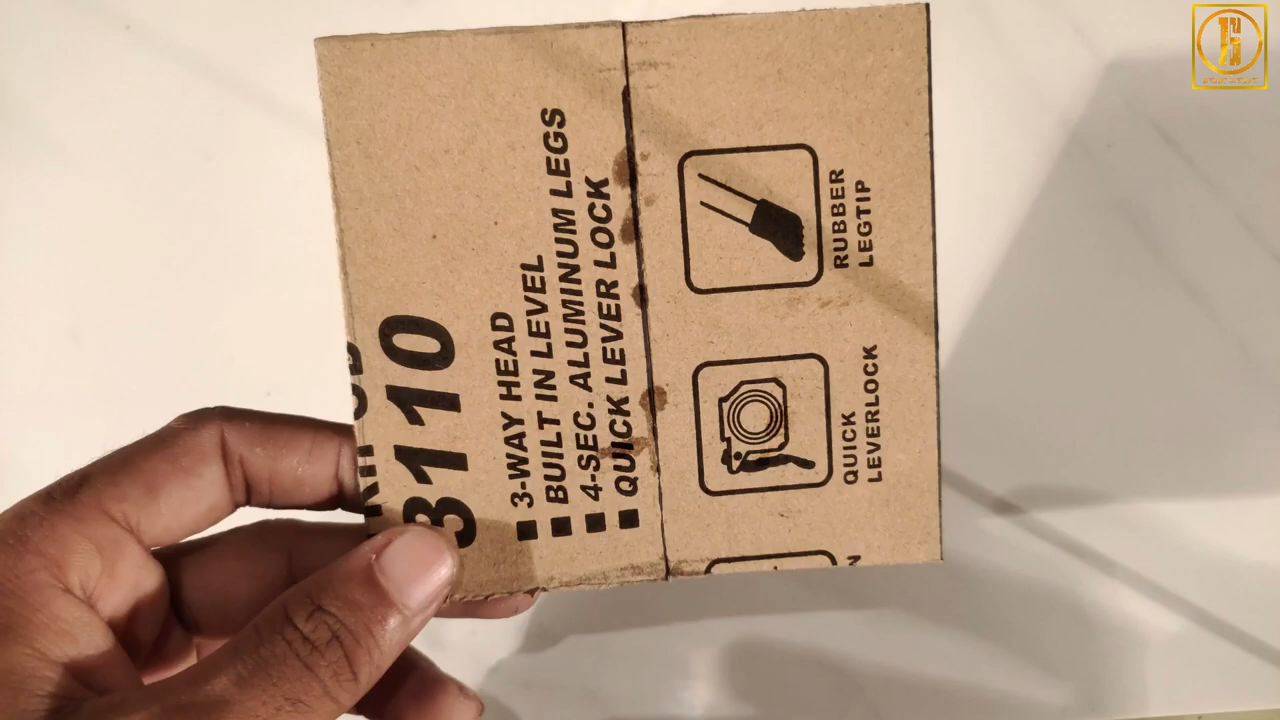 3110
3-WAY HEAD
BUILT IN LEVEL
4-SEC. ALUMINUM LEGS
QUICK LEVER LOCK
QUICK
LEVERLOCK
RUBBER
LEGTIP